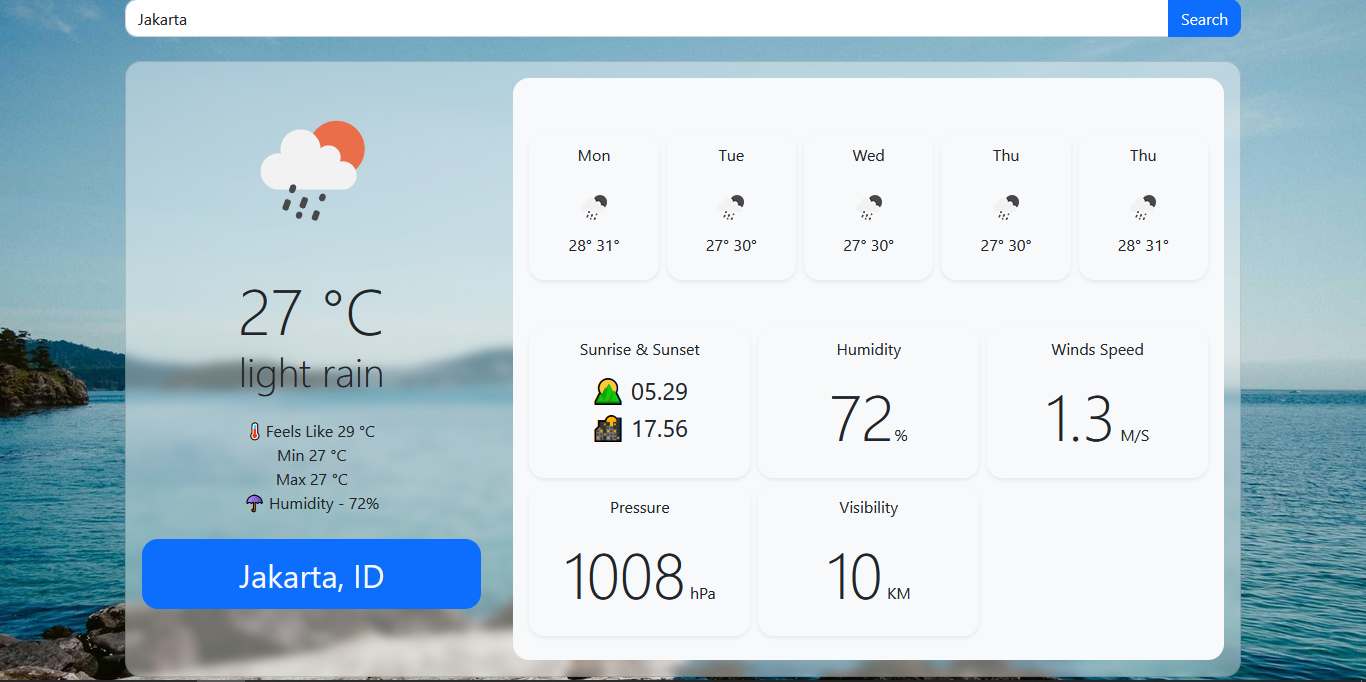 Jakarta
Search
27 °C
light rain
Feels Like 29 °C
Min 27 °C
Max 27 °C
Humidity - 72%
Jakarta, ID
Mon
28° 31°
Tue
27° 30°
Wed
27° 30°
Thu
27° 30°
Thu
28° 31°
Sunrise & Sunset
05.29
17.56
Humidity
72 %
Winds Speed
1.3 M/S
Pressure
1008 hPa
Visibility
10 KM